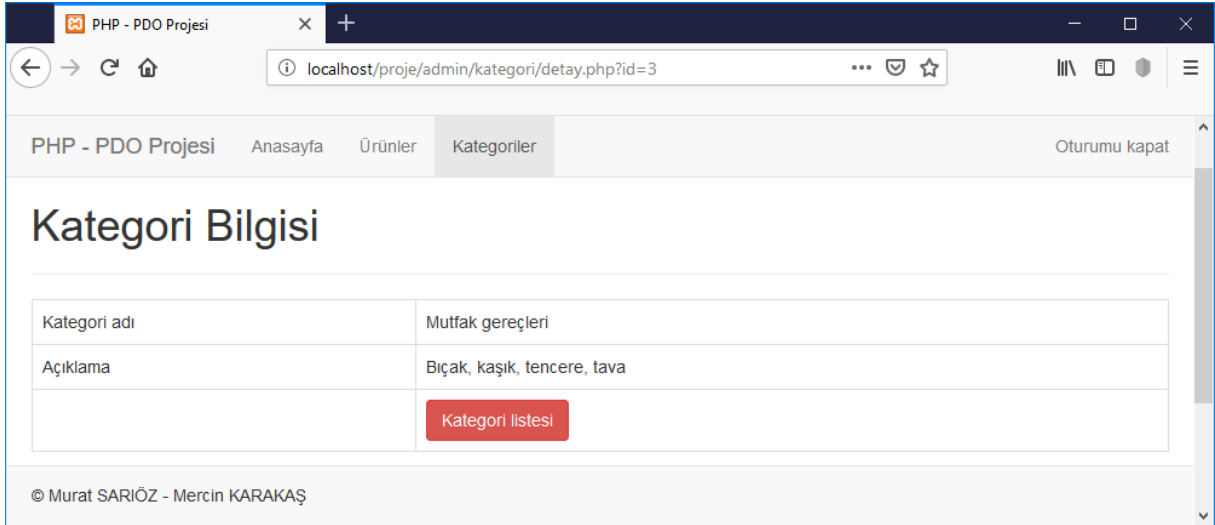 PHP - PDO Projesi
localhost/proje/admin/kategori/detay.php?id=3
PHP - PDO Projesi Anasayfa Ürünler Kategoriler Oturumu kapat
Kategori Bilgisi
Kategori adı Mutfak gereçleri
Açıklama Bıçak, kaşık, tencere, tava
Kategori listesi
© Murat SARIÖZ - Mercin KARAKAŞ